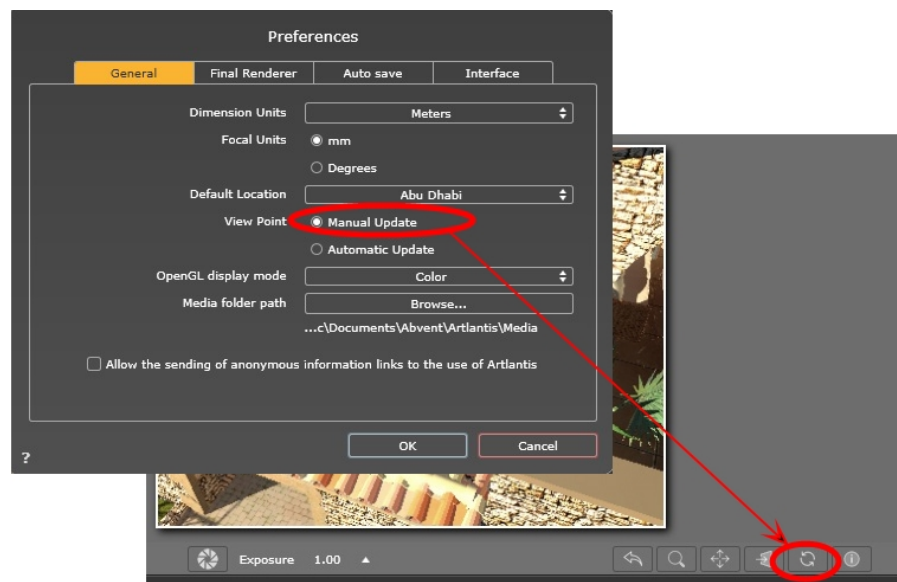 Preferences
General Final Renderer Auto save Interface
Dimension Units Meters
Focal Units mm
Degrees
Default Location Abu Dhabi
View Point Manual Update
Automatic Update
OpenGL display mode Color
Media folder path Browse...
...c\Documents\Abvent\Artlantis\Media
Allow the sending of anonymous information links to the use of Artlantis
OK Cancel
?
Exposure 1.00